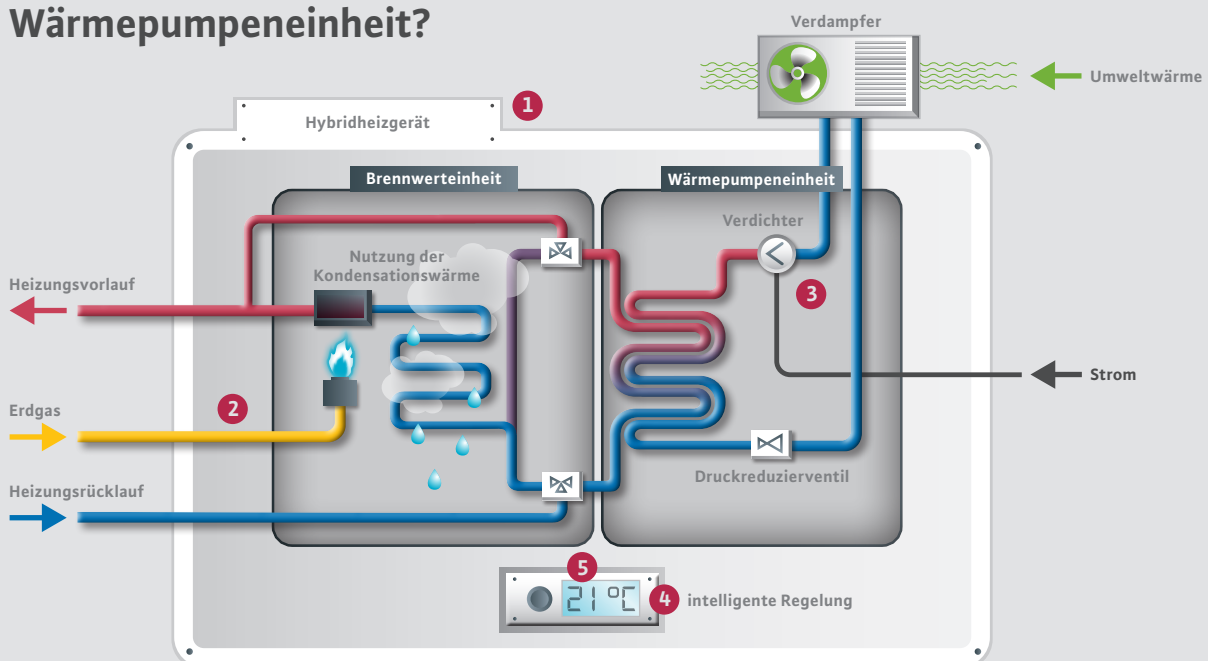 Wärmepumpeneinheit?
Verdampfer
Umweltwärme
1
Hybridheizgerät
Brennwerteinheit
Wärmepumpeneinheit
Verdichter
Nutzung der
Kondensationswärme
Heizungsvorlauf
3
Strom
Erdgas
2
Druckreduzierventil
Heizungsrücklauf
5
21 °C
4
intelligente Regelung